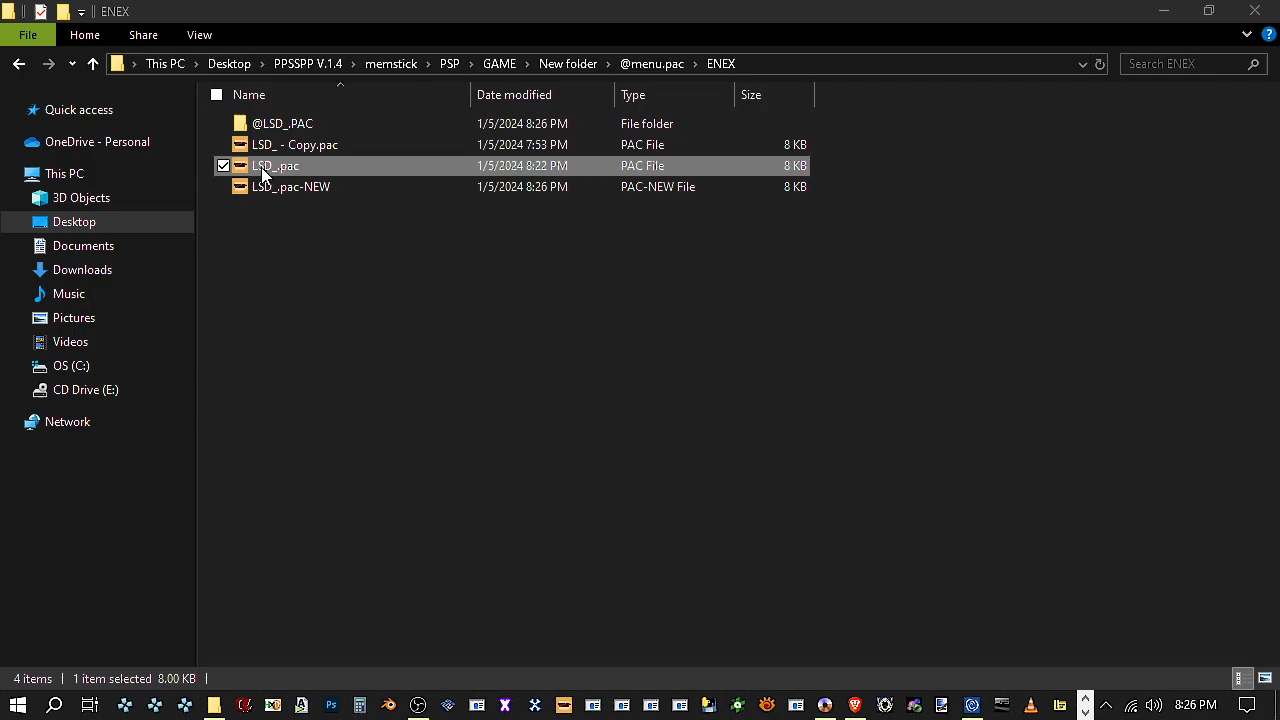 ENEX
File Home Share View
This PC Desktop PPSSPP V.1.4 memstick PSP GAME New folder @menu.pac ENEX Search ENEX
Name Date modified Type Size
@LSD_.PAC 1/5/2024 8:26 PM File folder
LSD_ - Copy.pac 1/5/2024 7:53 PM PAC File 8 KB
LSD_.pac 1/5/2024 8:22 PM PAC File 8 KB
LSD_.pac-NEW 1/5/2024 8:26 PM PAC-NEW File 8 KB
Quick access
OneDrive - Personal
This PC
3D Objects
Desktop
Documents
Downloads
Music
Pictures
Videos
OS (C:)
CD Drive (E:)
Network
4 items 1 item selected 8.00 KB
8:26 PM